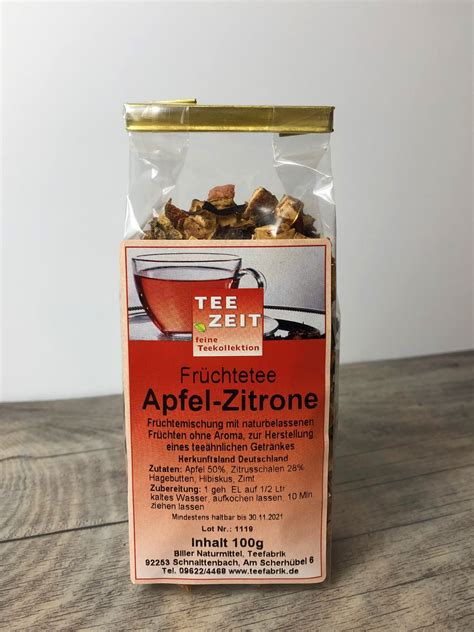 TEE
ZEIT
feine
Teekollektion
Früchtetee
Apfel-Zitrone
Früchtemischung mit naturbelassenen
Früchten ohne Aroma, zur Herstellung
eines teeähnlichen Getränkes
Herkunftsland Deutschland
Zutaten: Apfel 50%, Zitrusschalen 28%
Hagebutten, Hibiskus, Zimt
Zubereitung: 1 geh. EL auf 1/2 Ltr
kaltes Wasser, aufkochen lassen, 10 Min
ziehen lassen
Mindestens haltbar bis 30.11.2021
Lot Nr.: 1119
Inhalt 100g
Biller Naturmittel, Teefabrik
92253 Schnaittenbach, Am Scherhübel 6
Tel. 09622/4468 www.teefabrik.de